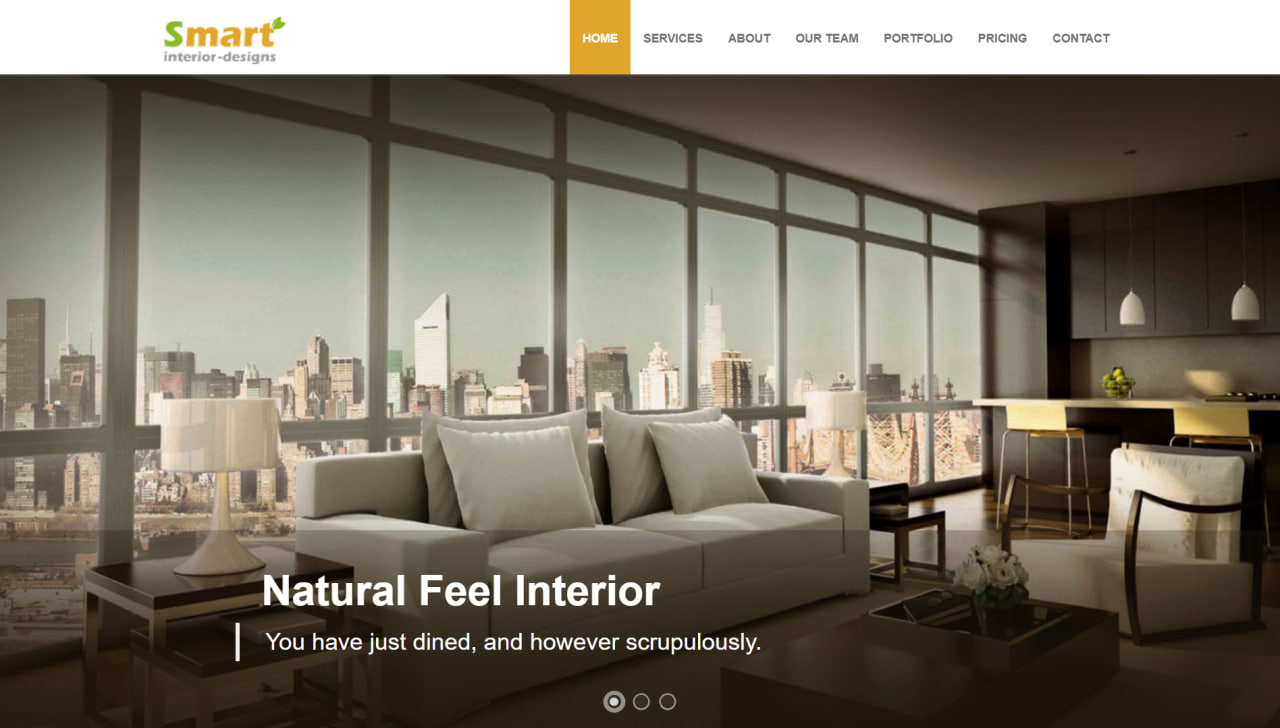 Smart
interior-designs
HOME SERVICES ABOUT OUR TEAM PORTFOLIO PRICING CONTACT
Natural Feel Interior
You have just dined, and however scrupulously.